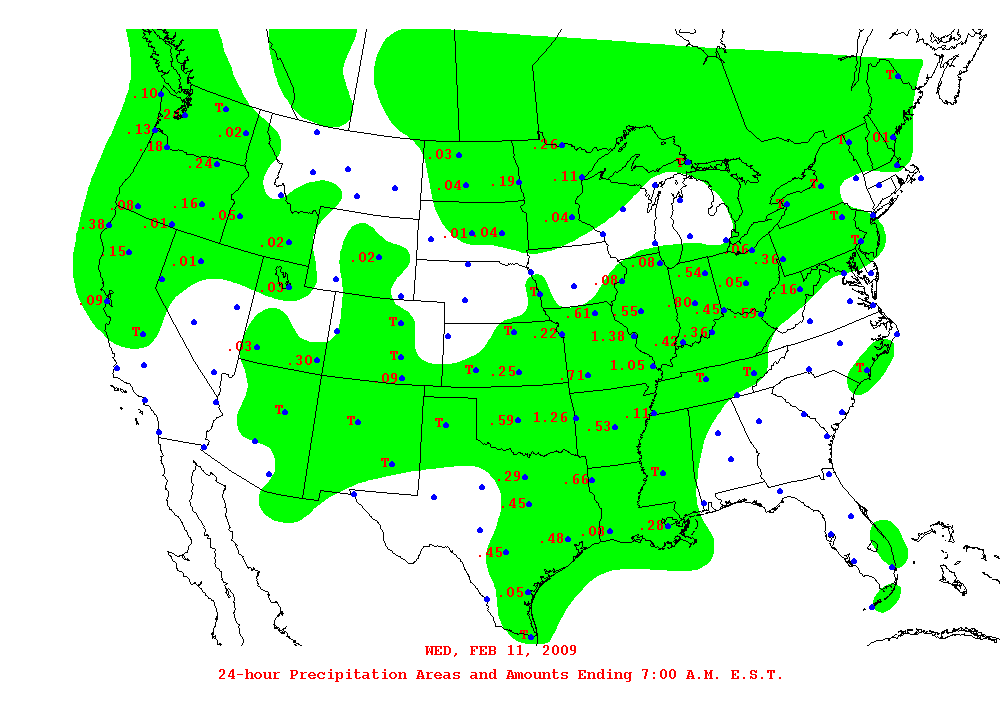 T
.10
T
.2
.13
.02
.01
T
.18
.26
.03
T
.24
.11
.04
.19
T
.08
.16
T
.05
.04
T
.38
.01
.01
.04
.02
T
.15
.06
.02
.36
.01
.08
.54
.03
.08
.05
.16
T
.09
.80
.61
.55
.45
.59
T
T
T
.22
1.38
.36
.42
.03
T
.30
1.05
T
.25
T
T
.09
.71
T
T
.11
T
T
.59
1.26
.53
T
T
.29
.66
.45
.28
.08
.48
.45
.05
T
WED, FEB 11, 2009
24-hour Precipitation Areas and Amounts Ending 7:00 A.M. E.S.T.